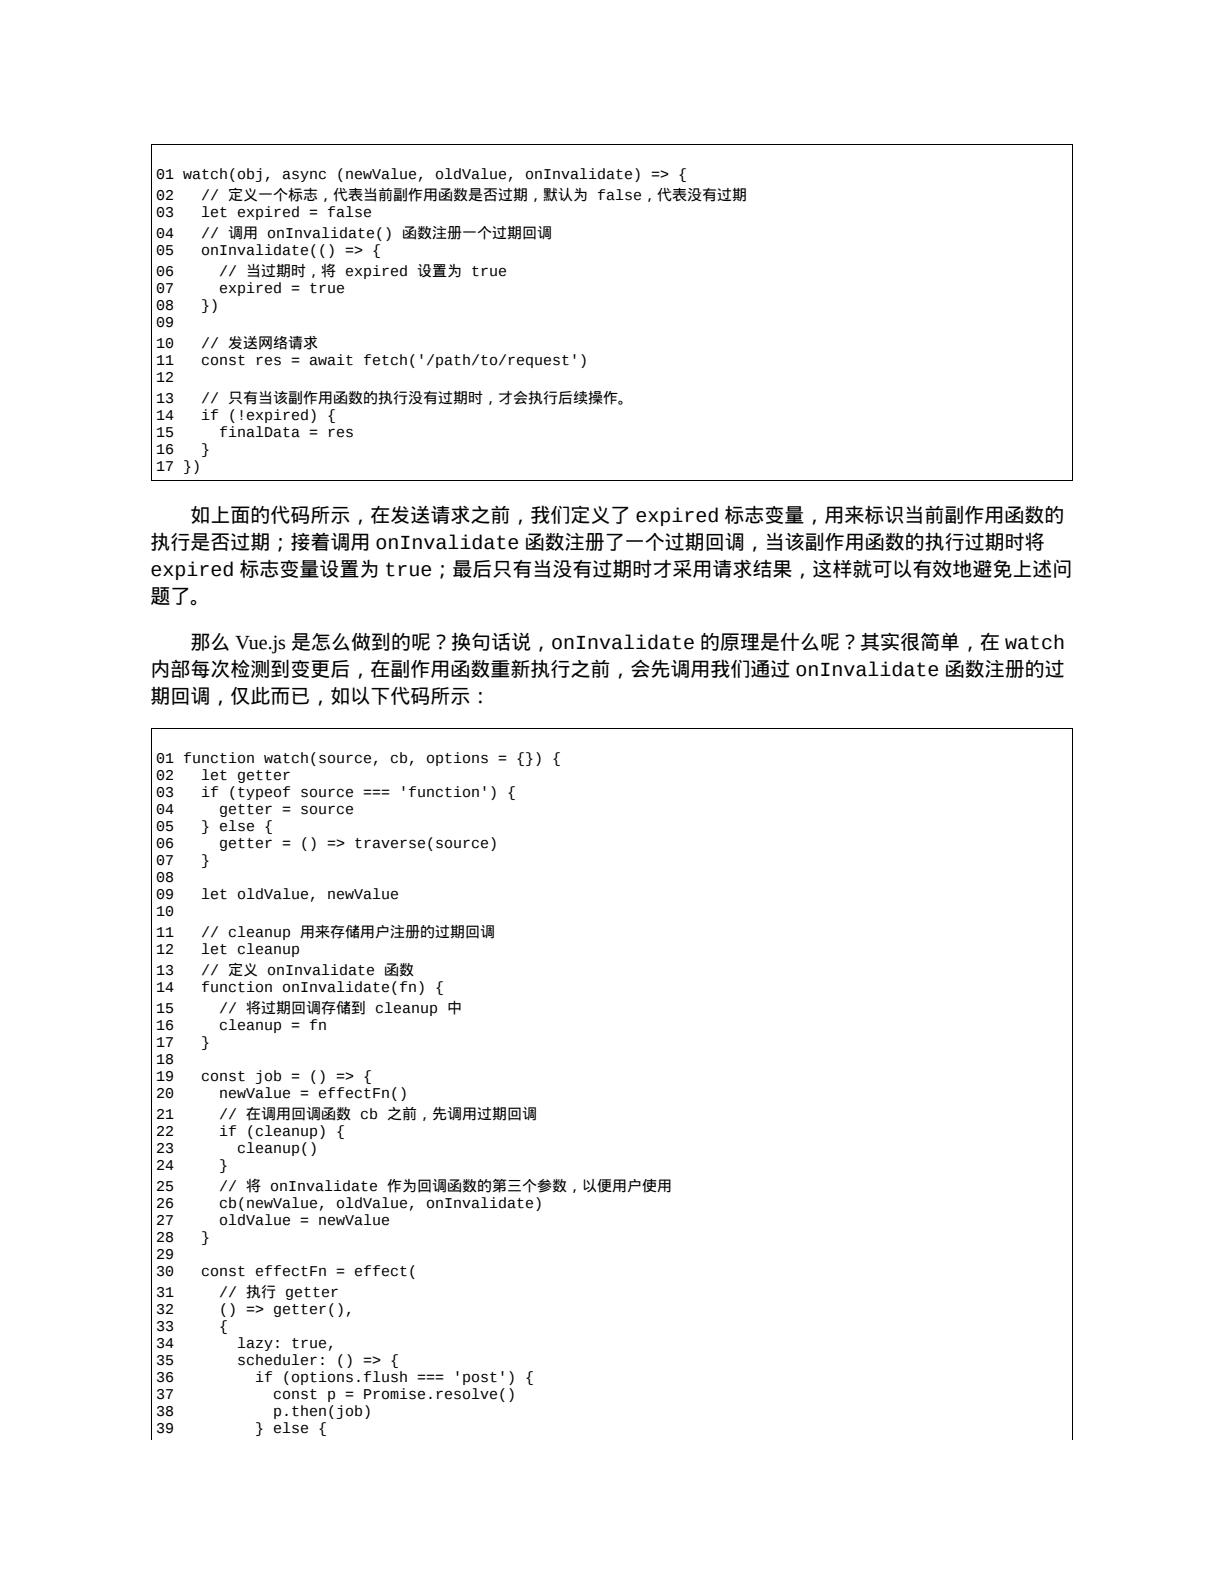 01 watch(obj, async (newValue, oldValue, onInvalidate) => {
02   // 定义一个标志，代表当前副作用函数是否过期，默认为 false，代表没有过期
03   let expired = false
04   // 调用 onInvalidate() 函数注册一个过期回调
05   onInvalidate(() => {
06     // 当过期时，将 expired 设置为 true
07     expired = true
08   })
09
10   // 发送网络请求
11   const res = await fetch('/path/to/request')
12
13   // 只有当该副作用函数的执行没有过期时，才会执行后续操作。
14   if (!expired) {
15     finalData = res
16   }
17 })
如上面的代码所示，在发送请求之前，我们定义了 expired 标志变量，用来标识当前副作用函数的
执行是否过期；接着调用 onInvalidate 函数注册了一个过期回调，当该副作用函数的执行过期时将
expired 标志变量设置为 true；最后只有当没有过期时才采用请求结果，这样就可以有效地避免上述问
题了。
那么 Vue.js 是怎么做到的呢？换句话说，onInvalidate 的原理是什么呢？其实很简单，在 watch
内部每次检测到变更后，在副作用函数重新执行之前，会先调用我们通过 onInvalidate 函数注册的过
期回调，仅此而已，如以下代码所示：
01 function watch(source, cb, options = {}) {
02   let getter
03   if (typeof source === 'function') {
04     getter = source
05   } else {
06     getter = () => traverse(source)
07   }
08
09   let oldValue, newValue
10
11   // cleanup 用来存储用户注册的过期回调
12   let cleanup
13   // 定义 onInvalidate 函数
14   function onInvalidate(fn) {
15     // 将过期回调存储到 cleanup 中
16     cleanup = fn
17   }
18
19   const job = () => {
20     newValue = effectFn()
21     // 在调用回调函数 cb 之前，先调用过期回调
22     if (cleanup) {
23       cleanup()
24     }
25     // 将 onInvalidate 作为回调函数的第三个参数，以便用户使用
26     cb(newValue, oldValue, onInvalidate)
27     oldValue = newValue
28   }
29
30   const effectFn = effect(
31     // 执行 getter
32     () => getter(),
33     {
34       lazy: true,
35       scheduler: () => {
36         if (options.flush === 'post') {
37           const p = Promise.resolve()
38           p.then(job)
39         } else {